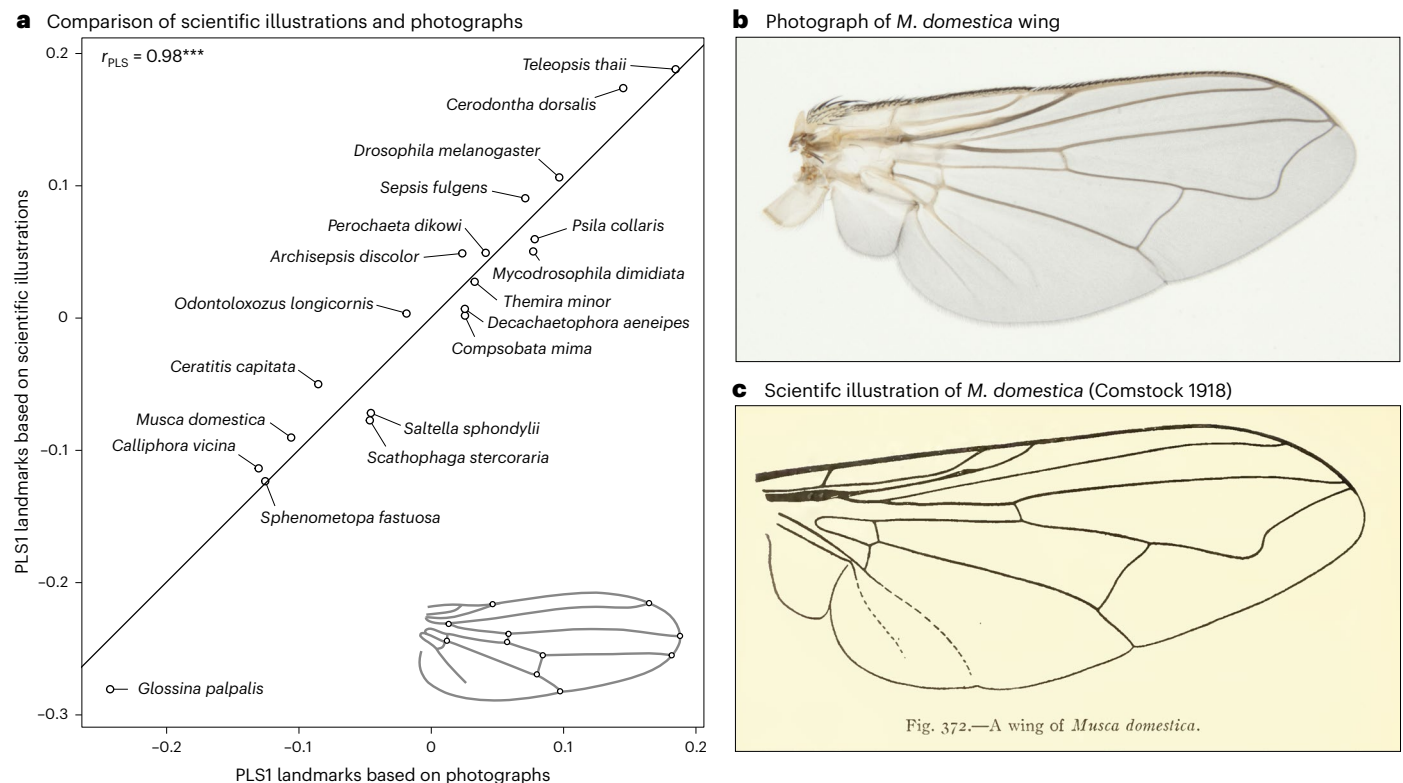 a Comparison of scientific illustrations and photographs
0.2
0.1
0
–0.1
–0.2
–0.3
PLS1 landmarks based on scientific illustrations
rPLS = 0.98***
Teleopsis thaii
Cerodontha dorsalis
Drosophila melanogaster
Sepsis fulgens
Perochaeta dikowi
Psila collaris
Archisepsis discolor
Mycodrosophila dimidiata
Themira minor
Odontoloxozus longicornis
Decachaetophora aeneipes
Compsobata mima
Ceratitis capitata
Musca domestica
Saltella sphondylii
Calliphora vicina
Scathophaga stercoraria
Sphenometopa fastuosa
Glossina palpalis
–0.2
–0.1
0
0.1
0.2
PLS1 landmarks based on photographs
b Photograph of M. domestica wing
c Scientifc illustration of M. domestica (Comstock 1918)
Fig. 372.—A wing of Musca domestica.